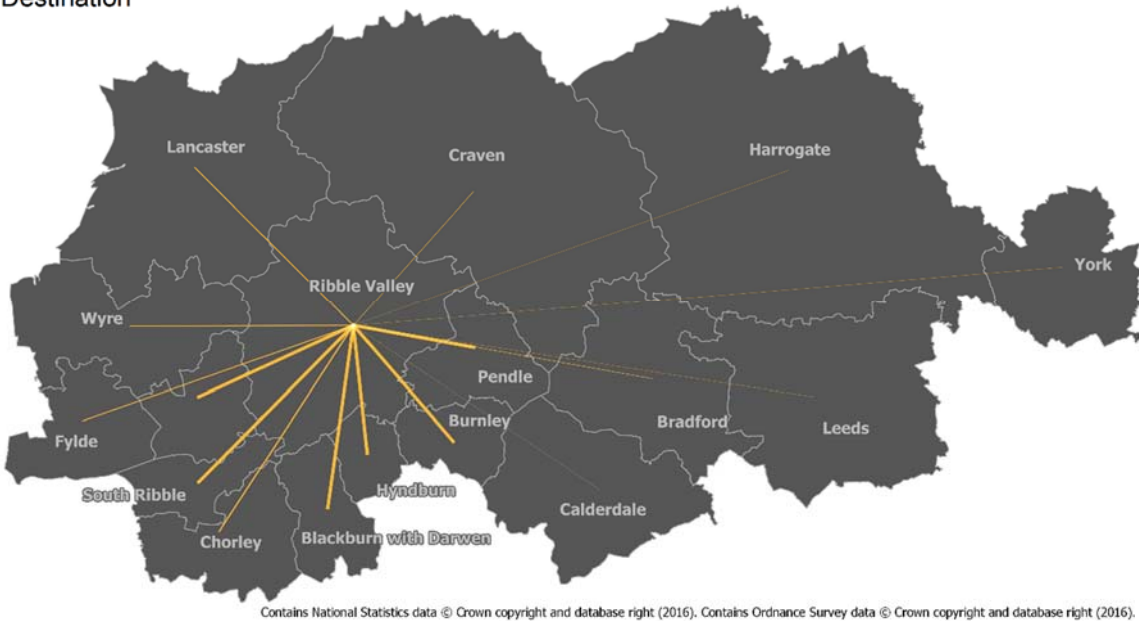 Destination
Lancaster
Craven
Harrogate
York
Ribble Valley
Wyre
Pendle
Burnley
Bradford
Leeds
Fylde
South Ribble
Hyndburn
Calderdale
Chorley
Blackburn with Darwen
Contains National Statistics data © Crown copyright and database right (2016). Contains Ordnance Survey data © Crown copyright and database right (2016).